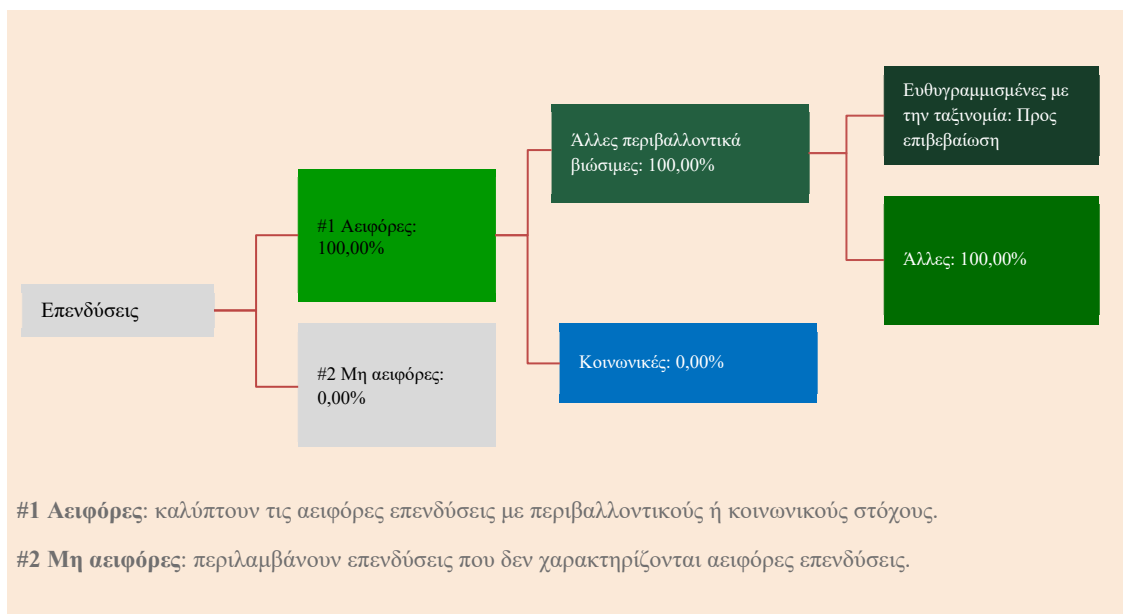 Επενδύσεις
#1 Αειφόρες:
100,00%
#2 Μη αειφόρες:
0,00%
Άλλες περιβαλλοντικά
βιώσιμες: 100,00%
Κοινωνικές: 0,00%
Ευθυγραμμισμένες με
την ταξινομία: Προς
επιβεβαίωση
Άλλες: 100,00%
#1 Αειφόρες: καλύπτουν τις αειφόρες επενδύσεις με περιβαλλοντικούς ή κοινωνικούς στόχους.
#2 Μη αειφόρες: περιλαμβάνουν επενδύσεις που δεν χαρακτηρίζονται αειφόρες επενδύσεις.